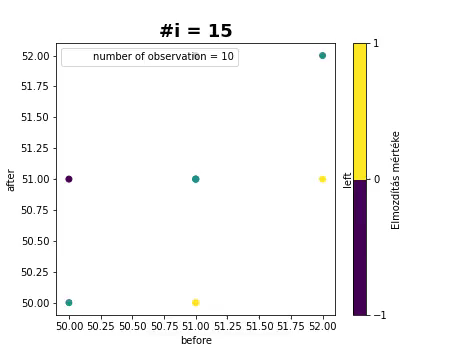 #i = 15
number of observation = 10
52.00
51.75
51.50
51.25
51.00
50.75
50.50
50.25
50.00
after
50.00 50.25 50.50 50.75 51.00 51.25 51.50 51.75 52.00
before
1
0
−1
left
Elmozdítás mértéke